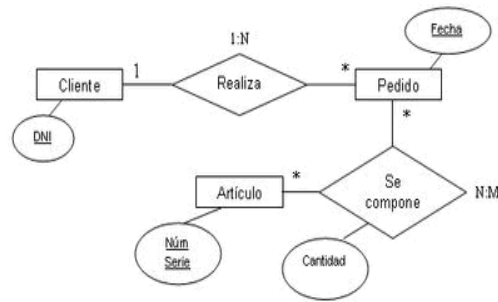 Fecha
1:N
Cliente
1
Realiza
*
Pedido
DNI
*
Artículo
*
Se
compone
N:M
Núm
Serie
Cantidad